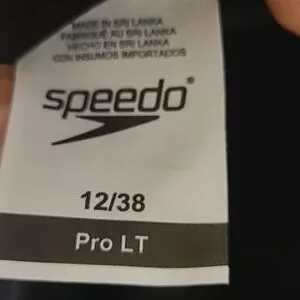 MADE IN SRI LANKA
FABRIQUÉ AU SRI LANKA
HECHO EN SRI LANKA
CON INSUMOS IMPORTADOS
speedo®
12/38
Pro LT